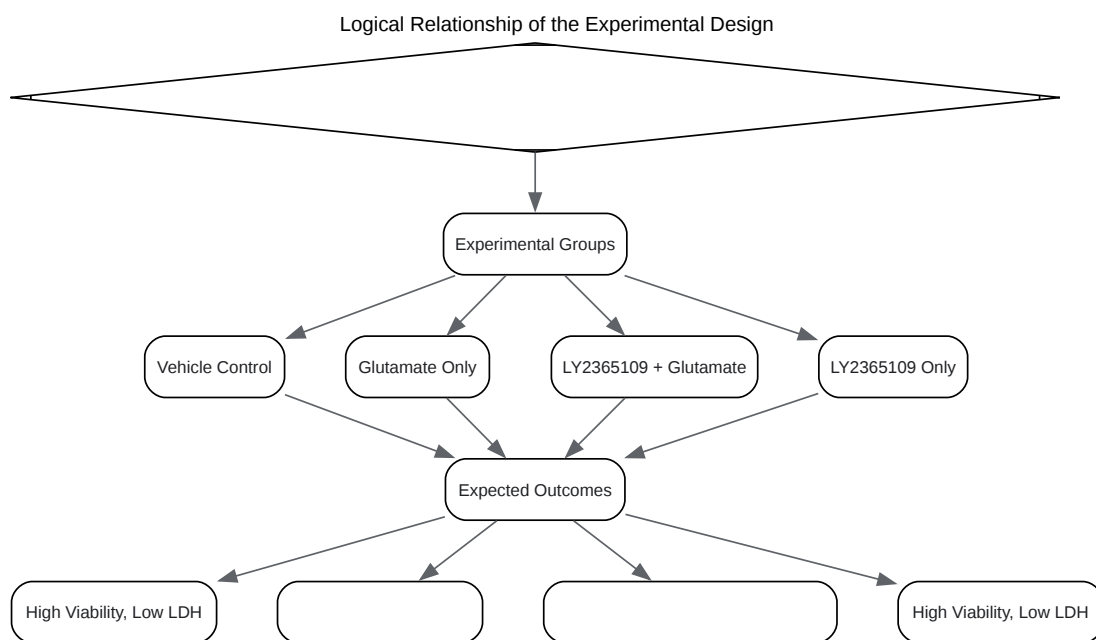 Logical Relationship of the Experimental Design
Experimental Groups
Vehicle Control
Glutamate Only
LY2365109 + Glutamate
LY2365109 Only
Expected Outcomes
High Viability, Low LDH
High Viability, Low LDH